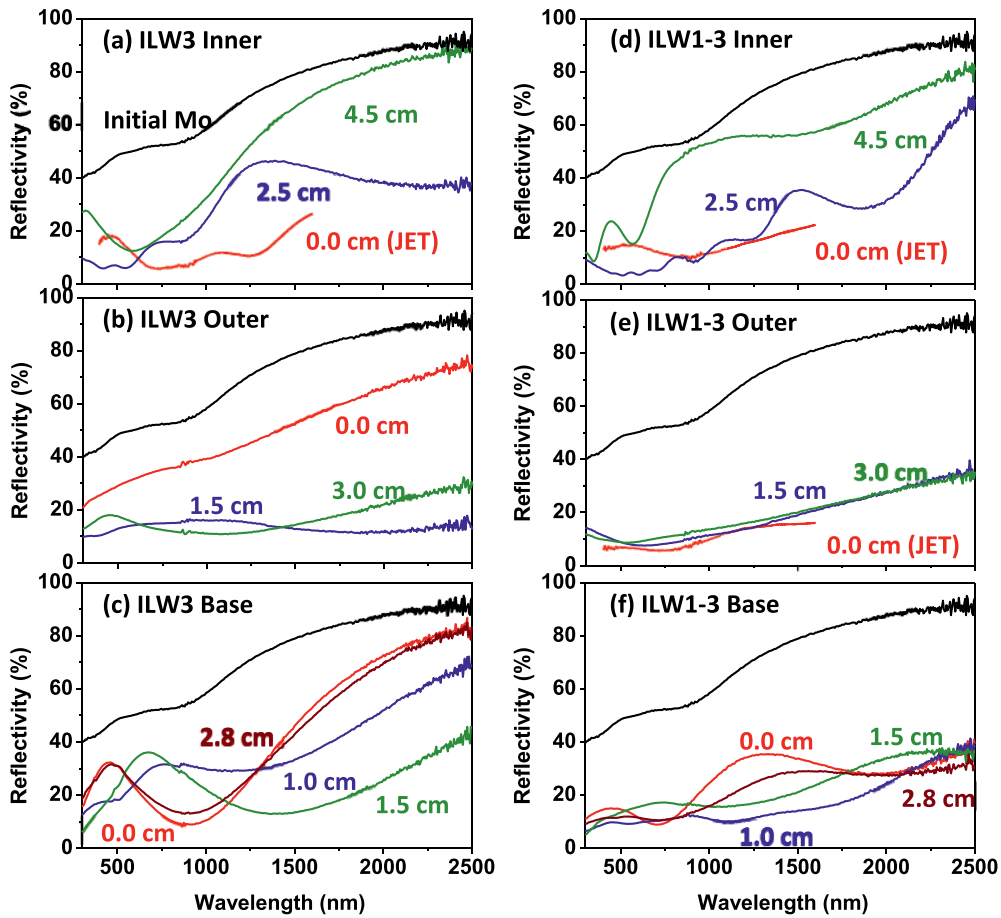 (a) ILW3 Inner
Reflectivity (%)
100
80
60
40
20
0
Initial Mo
4.5 cm
2.5 cm
0.0 cm (JET)
(d) ILW1-3 Inner
Reflectivity (%)
100
80
60
40
20
0
4.5 cm
2.5 cm
0.0 cm (JET)
(b) ILW3 Outer
Reflectivity (%)
100
80
60
40
20
0
0.0 cm
3.0 cm
1.5 cm
(e) ILW1-3 Outer
Reflectivity (%)
100
80
60
40
20
0
3.0 cm
1.5 cm
0.0 cm (JET)
(c) ILW3 Base
Reflectivity (%)
100
80
60
40
20
0
2.8 cm
1.0 cm
1.5 cm
0.0 cm
500 1000 1500 2000 2500
Wavelength (nm)
(f) ILW1-3 Base
Reflectivity (%)
100
80
60
40
20
0
0.0 cm
1.5 cm
2.8 cm
1.0 cm
500 1000 1500 2000 2500
Wavelength (nm)